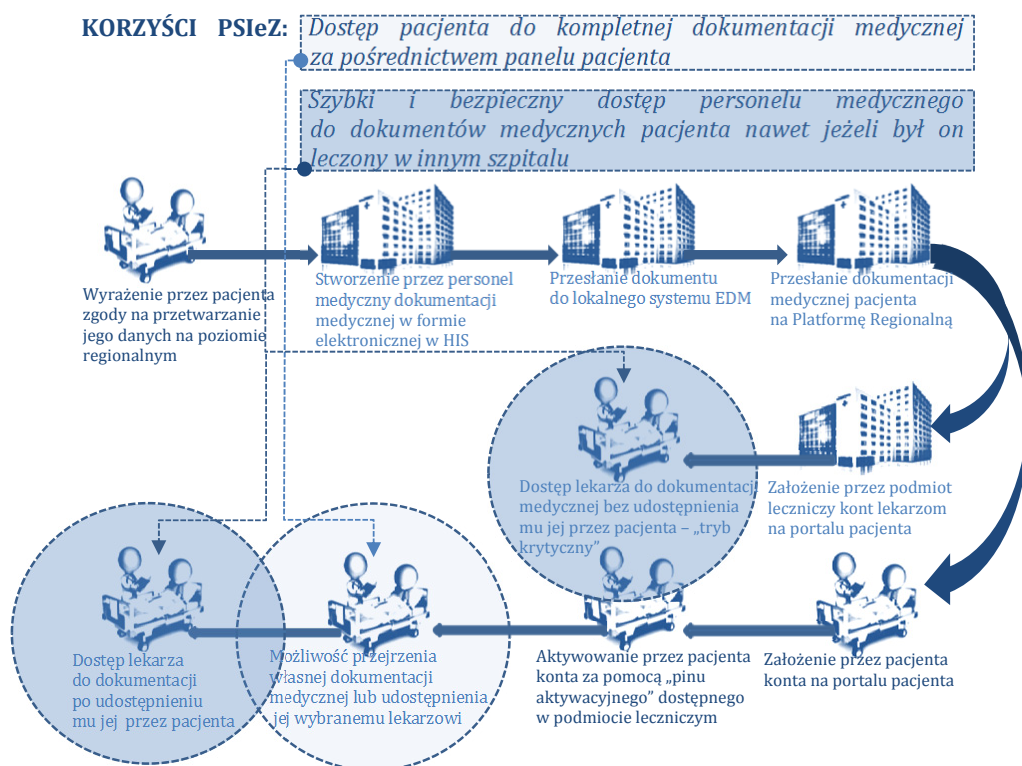 KORZYŚCI PSIeZ:
Dostęp pacjenta do kompletnej dokumentacji medycznej
za pośrednictwem panelu pacjenta
Szybki i bezpieczny dostęp personelu medycznego
do dokumentów medycznych pacjenta nawet jeżeli był on
leczony w innym szpitalu
Wyrażenie przez pacjenta
zgody na przetwarzanie
jego danych na poziomie
regionalnym
Stworzenie przez personel
medyczny dokumentacji
medycznej w formie
elektronicznej w HIS
Przesłanie dokumentu
do lokalnego systemu EDM
Przesłanie dokumentacji
medycznej pacjenta
na Platformę Regionalną
Dostęp lekarza do dokumentacji
medycznej bez udostępnienia
mu jej przez pacjenta – „tryb
krytyczny”
Założenie przez podmiot
leczniczy kont lekarzom
na portalu pacjenta
Dostęp lekarza
do dokumentacji
po udostępnieniu
mu jej przez pacjenta
Możliwość przejrzenia
własnej dokumentacji
medycznej lub udostępnienia
jej wybranemu lekarzowi
Aktywowanie przez pacjenta
konta za pomocą „pinu
aktywacyjnego” dostępnego
w podmiocie leczniczym
Założenie przez pacjenta
konta na portalu pacjenta